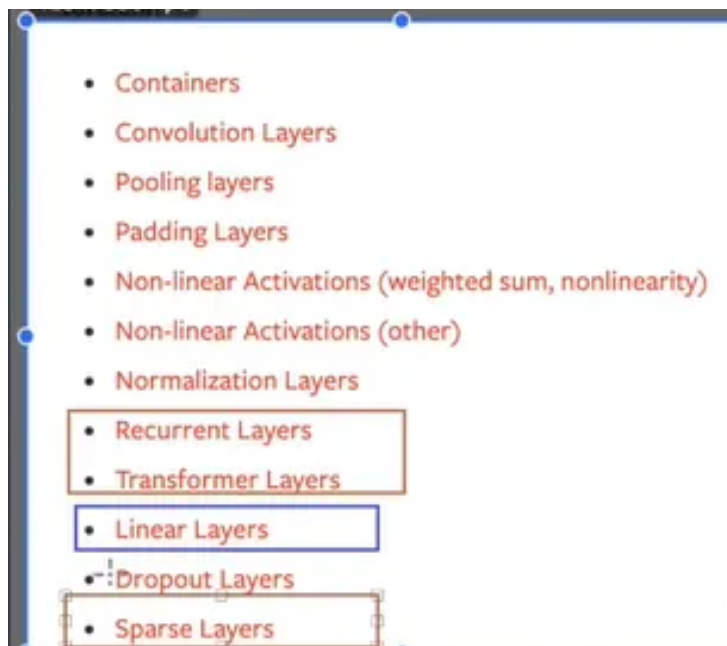 Containers
Convolution Layers
Pooling layers
Padding Layers
Non-linear Activations (weighted sum, nonlinearity)
Non-linear Activations (other)
Normalization Layers
Recurrent Layers
Transformer Layers
Linear Layers
Dropout Layers
Sparse Layers